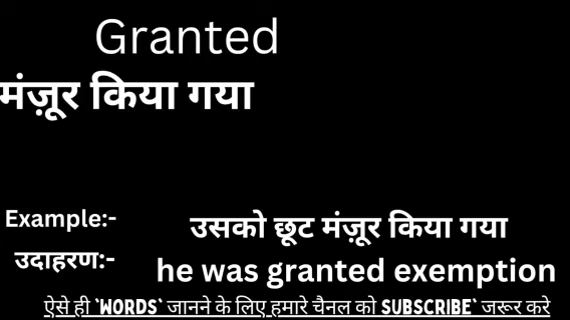 Granted
मंज़ूर किया गया
Example:-
उसको छूट मंज़ूर किया गया
उदाहरण:-
he was granted exemption
ऐसे ही 'WORDS' जानने के लिए हमारे चैनल को SUBSCRIBE' जरूर करे